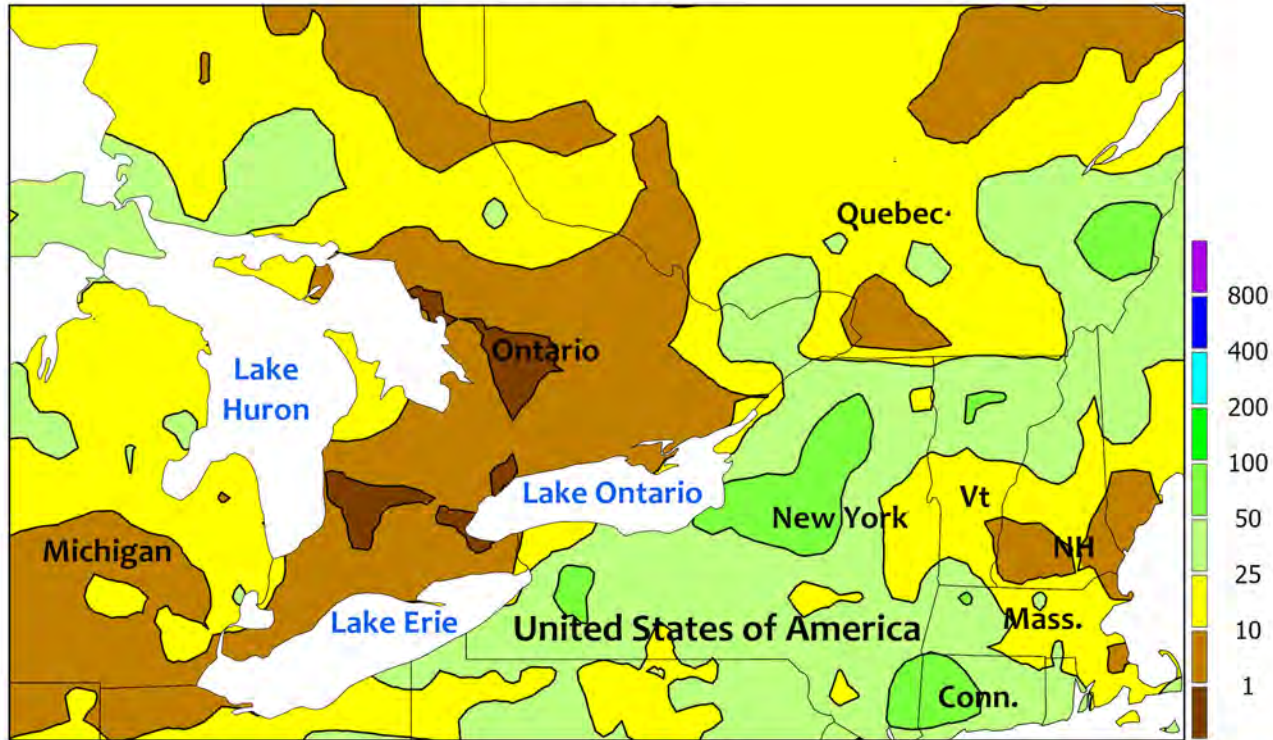 Quebec
Ontario
Lake
Huron
Lake Ontario
New York
Vt
NH
Michigan
Lake Erie
United States of America
Mass.
Conn.
800
400
200
100
50
25
10
1